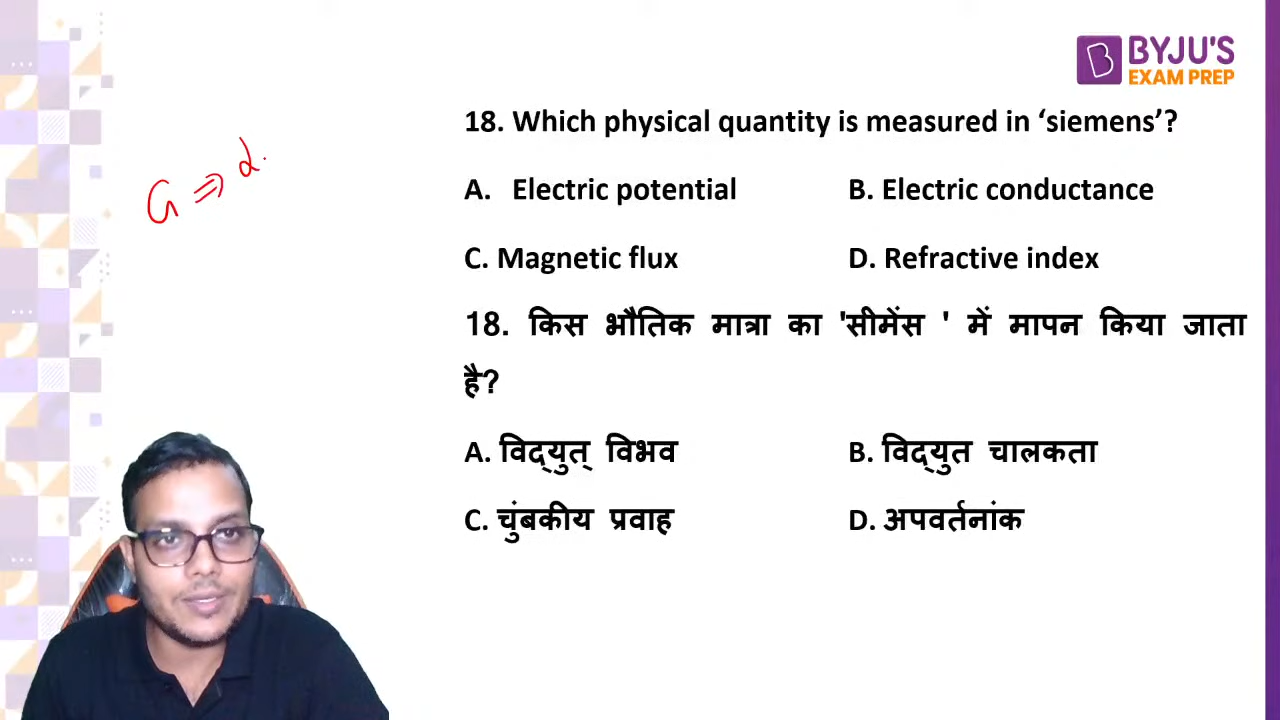 BYJU'S
EXAM PREP
18. Which physical quantity is measured in ‘siemens’?
A. Electric potential B. Electric conductance
C. Magnetic flux D. Refractive index
18. किस भौतिक मात्रा का 'सीमेंस ' में मापन किया जाता
है?
A. विद्युत् विभव B. विद्युत चालकता
C. चुंबकीय प्रवाह D. अपवर्तनांक
G ⇒